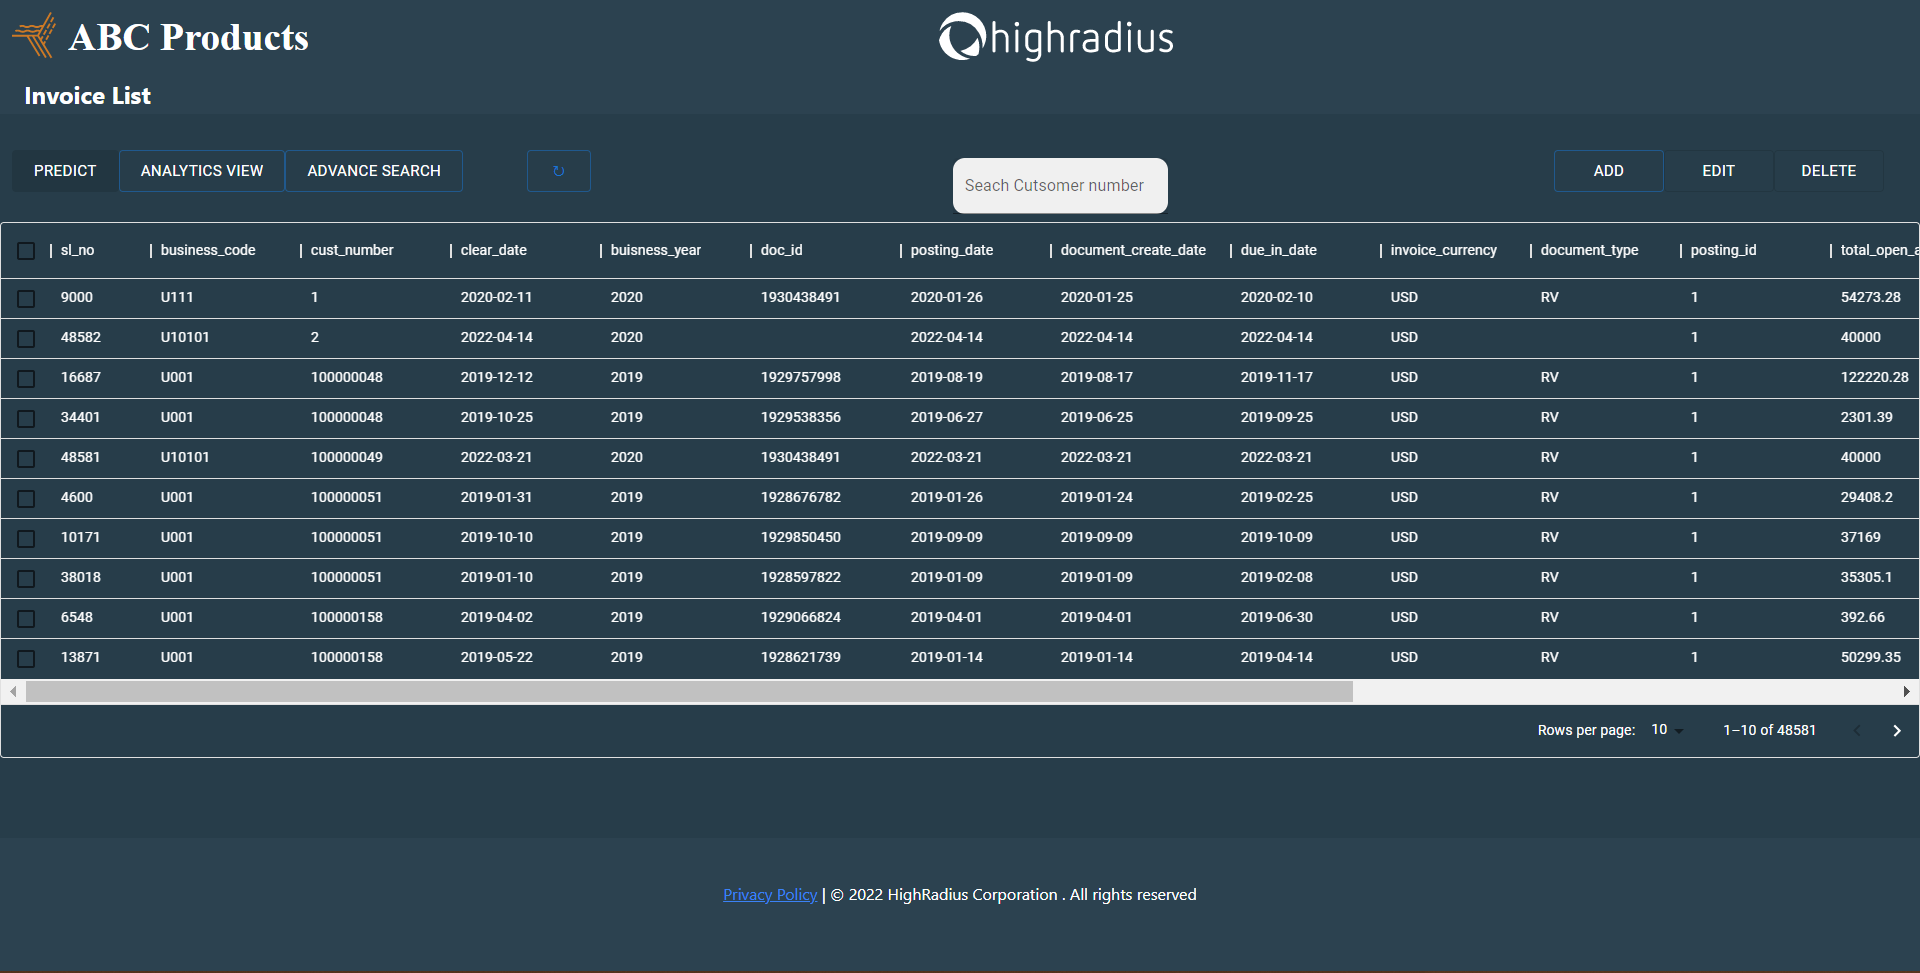 ABC Products
highradius
Invoice List
PREDICT ANALYTICS VIEW ADVANCE SEARCH ↻ Seach Cutsomer number ADD EDIT DELETE
sl_no business_code cust_number clear_date buisness_year doc_id posting_date document_create_date due_in_date invoice_currency document_type posting_id total_open_a
9000 U111 1 2020-02-11 2020 1930438491 2020-01-26 2020-01-25 2020-02-10 USD RV 1 54273.28
48582 U10101 2 2022-04-14 2020 2022-04-14 2022-04-14 2022-04-14 USD 1 40000
16687 U001 100000048 2019-12-12 2019 1929757998 2019-08-19 2019-08-17 2019-11-17 USD RV 1 122220.28
34401 U001 100000048 2019-10-25 2019 1929538356 2019-06-27 2019-06-25 2019-09-25 USD RV 1 2301.39
48581 U10101 100000049 2022-03-21 2020 1930438491 2022-03-21 2022-03-21 2022-03-21 USD RV 1 40000
4600 U001 100000051 2019-01-31 2019 1928676782 2019-01-26 2019-01-24 2019-02-25 USD RV 1 29408.2
10171 U001 100000051 2019-10-10 2019 1929850450 2019-09-09 2019-09-09 2019-10-09 USD RV 1 37169
38018 U001 100000051 2019-01-10 2019 1928597822 2019-01-09 2019-01-09 2019-02-08 USD RV 1 35305.1
6548 U001 100000158 2019-04-02 2019 1929066824 2019-04-01 2019-04-01 2019-06-30 USD RV 1 392.66
13871 U001 100000158 2019-05-22 2019 1928621739 2019-01-14 2019-01-14 2019-04-14 USD RV 1 50299.35
Rows per page: 10 1–10 of 48581
Privacy Policy | © 2022 HighRadius Corporation . All rights reserved